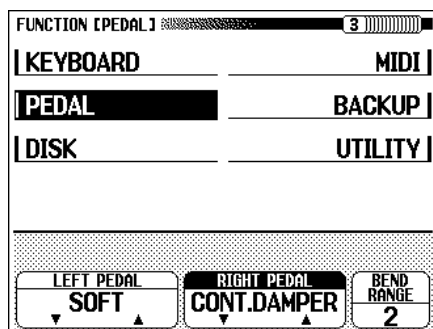 FUNCTION [PEDAL] 3
KEYBOARD MIDI
PEDAL BACKUP
DISK UTILITY
LEFT PEDAL RIGHT PEDAL BEND
RANGE
SOFT CONT.DAMPER 2